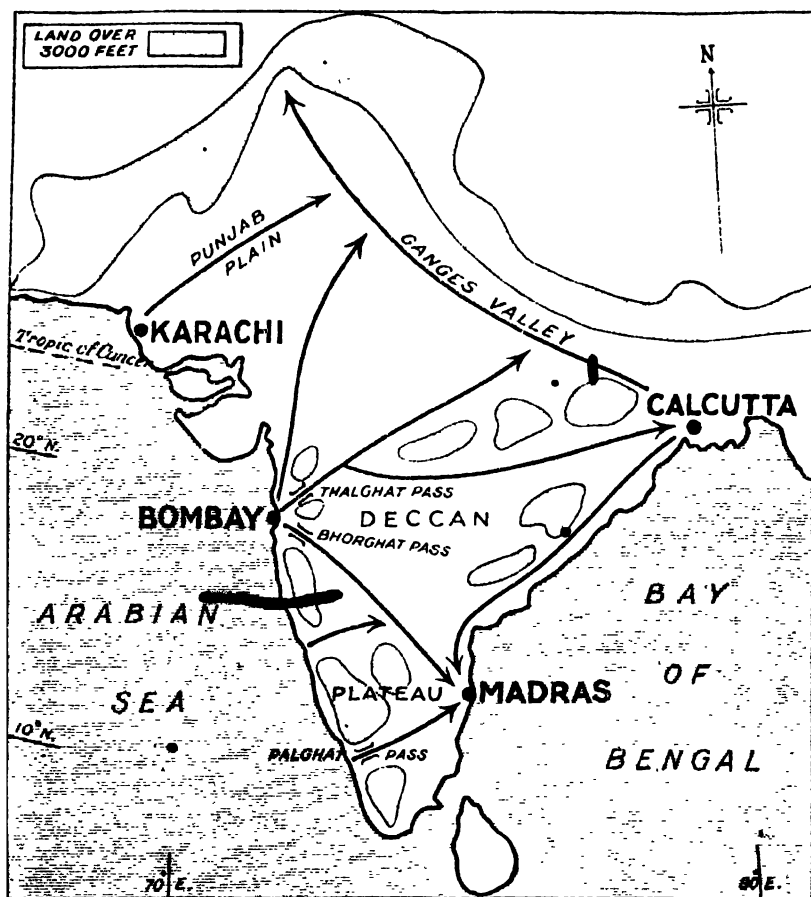 LAND OVER
3000 FEET
N
PUNJAB
PLAIN
GANGES VALLEY
KARACHI
Tropic of Cancer
CALCUTTA
20° N.
THALGHAT PASS
BOMBAY
DECCAN
BHORGHAT PASS
ARABIAN
SEA
BAY
OF
BENGAL
PLATEAU
MADRAS
10° N.
PALGHAT PASS
70° E.
80° E.